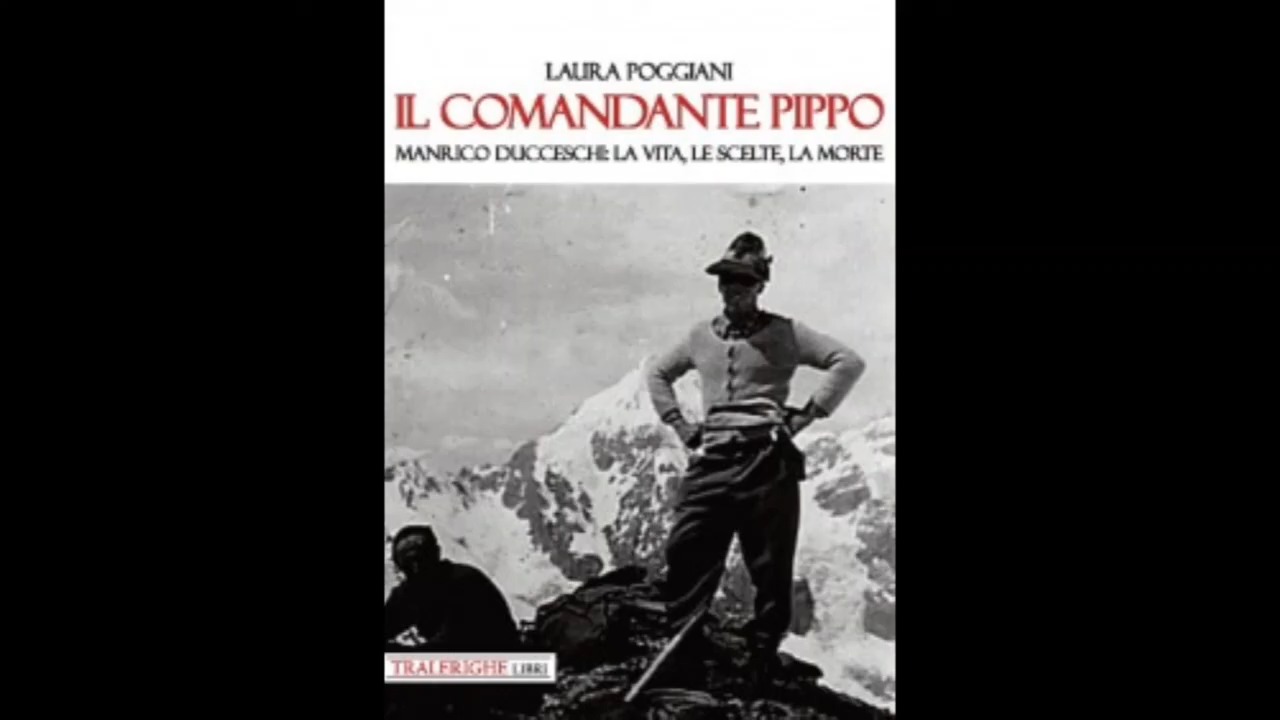 LAURA POGGIANI
IL COMANDANTE PIPPO
MANRICO DUCCESCHI: LA VITA, LE SCELTE, LA MORTE
TRALERIGHE LIBRI